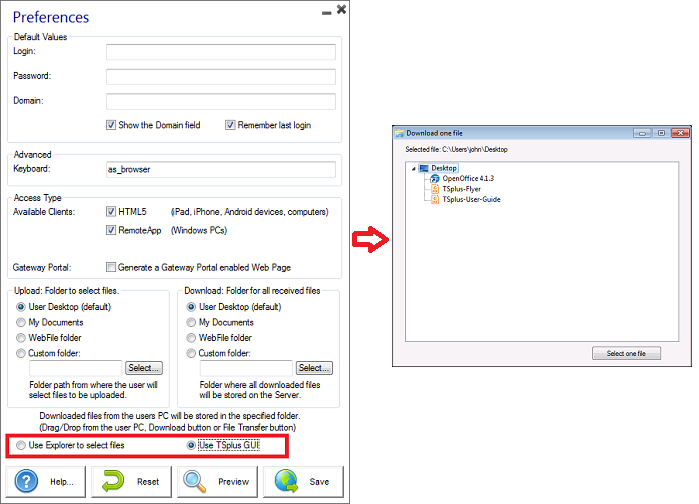 Preferences
Default Values
Login:
Password:
Domain:
Show the Domain field Remember last login
Advanced
Keyboard: as_browser
Access Type
Available Clients: HTML5 (iPad, iPhone, Android devices, computers)
RemoteApp (Windows PCs)
Gateway Portal: Generate a Gateway Portal enabled Web Page
Upload: Folder to select files.
User Desktop (default)
My Documents
WebFile folder
Custom folder:
Select...
Folder path from where the user will
select files to be uploaded.
Download: Folder for all received files
User Desktop (default)
My Documents
WebFile folder
Custom folder:
Select...
Folder where all downloaded files
will be stored on the Server.
Downloaded files from the users PC will be stored in the specified folder.
(Drag/Drop from the user PC, Download button or File Transfer button)
Use Explorer to select files Use TSplus GUI
Help... Reset Preview Save
Download one file
Selected file: C:\Users\john\Desktop
Desktop
OpenOffice 4.1.3
TSplus-Flyer
TSplus-User-Guide
Select one file